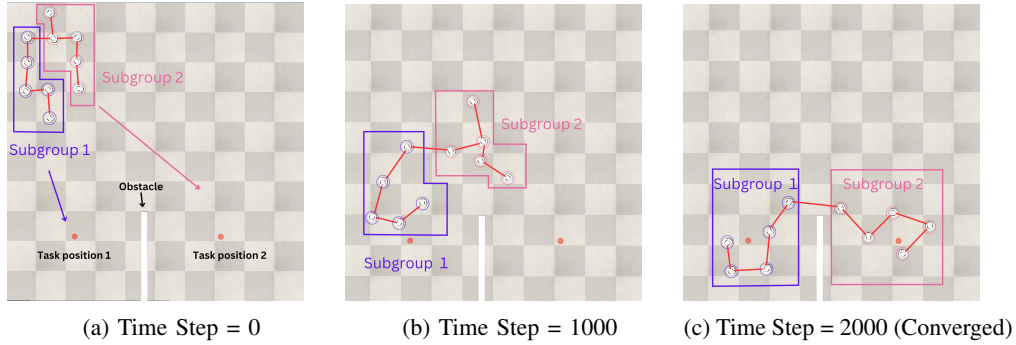 Subgroup 2
Subgroup 1
Obstacle
Task position 1
Task position 2
(a) Time Step = 0
Subgroup 2
Subgroup 1
(b) Time Step = 1000
Subgroup 1
Subgroup 2
(c) Time Step = 2000 (Converged)